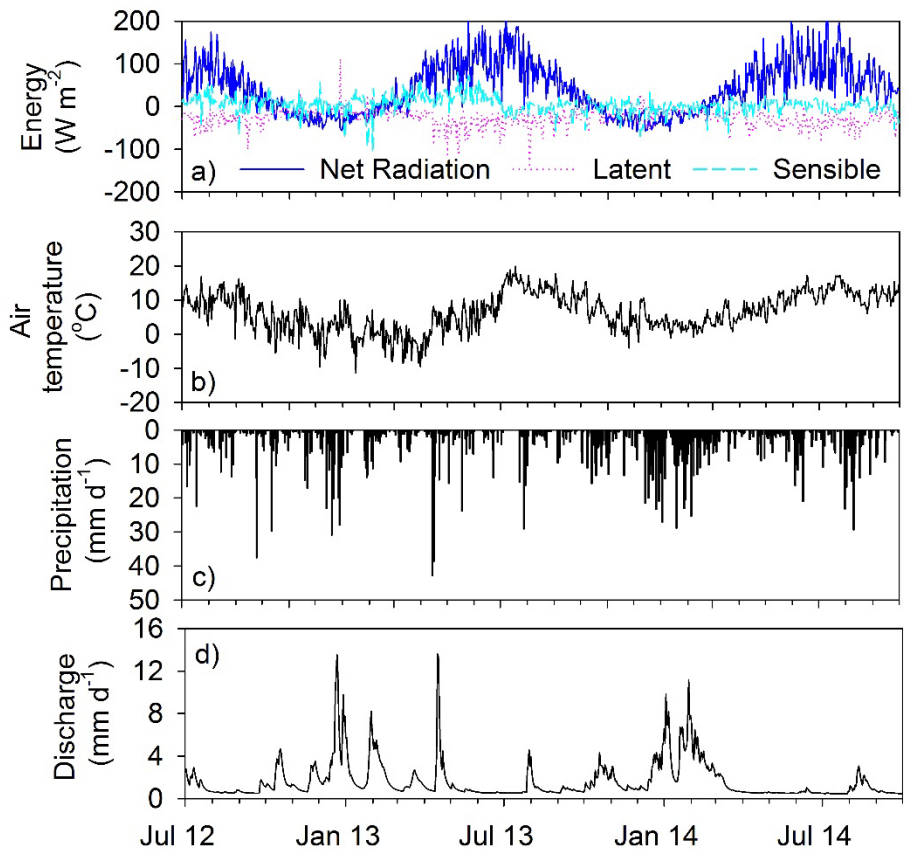 200
100
0
-100
-200
Energy
(W m-2)
a)
Net Radiation
Latent
Sensible
30
20
10
0
-10
-20
Air
temperature
(oC)
b)
0
10
20
30
40
50
Precipitation
(mm d-1)
c)
16
12
8
4
0
Discharge
(mm d-1)
d)
Jul 12
Jan 13
Jul 13
Jan 14
Jul 14